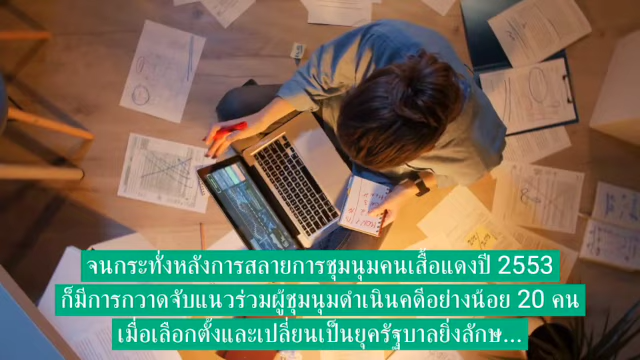 จนกระทั่งหลังการสลายการชุมนุมคนเสื้อแดงปี 2553
ก็มีการกวาดจับแนวร่วมผู้ชุมนุมดำเนินคดีอย่างน้อย 20 คน
เมื่อเลือกตั้งและเปลี่ยนเป็นยุครัฐบาลยิ่งลักษ...